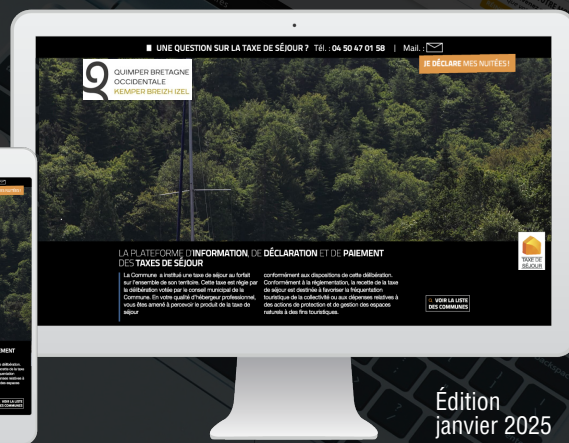 UNE QUESTION SUR LA TAXE DE SÉJOUR ? Tél. : 04 50 47 01 58 | Mail. :
JE DÉCLARE MES NUITÉES !
QUIMPER BRETAGNE
OCCIDENTALE
KEMPER BREIZH IZEL
LA PLATEFORME D'INFORMATION, DE DÉCLARATION ET DE PAIEMENT
DES TAXES DE SÉJOUR
La Commune a institué une taxe de séjour au forfait
sur l'ensemble de son territoire. Cette taxe est régie par
la délibération votée par le conseil municipal de la
Commune. En votre qualité d'hébergeur professionnel,
vous êtes amené à percevoir le produit de la taxe de
séjour
conformément aux dispositions de cette délibération.
Conformément à la réglementation, la recette de la taxe
de séjour est destinée à favoriser la fréquentation
touristique de la collectivité ou aux dépenses relatives à
des actions de protection et de gestion des espaces
naturels à des fins touristiques.
TAXE DE
SÉJOUR
VOIR LA LISTE
DES COMMUNES
Édition
janvier 2025